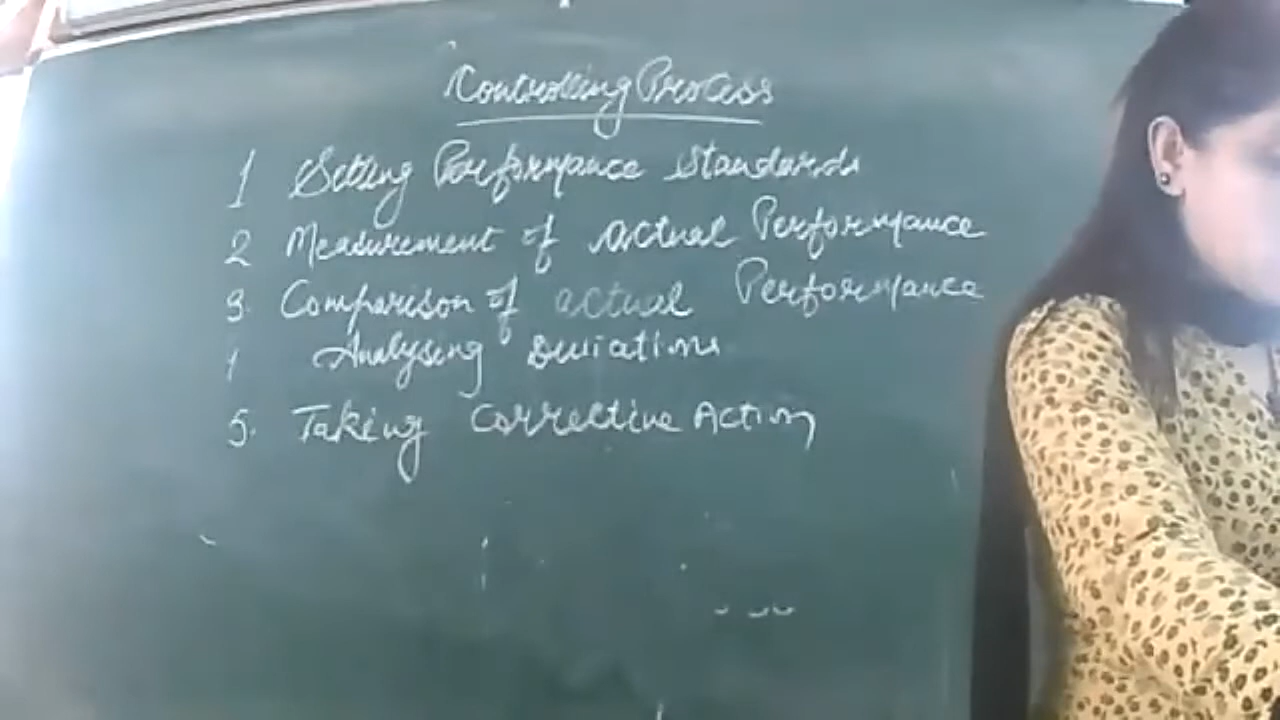 Controlling Process
1 Setting Performance Standards
2 Measurement of actual Performance
3. Comparison of actual Performance
4 Analysing Deviations
5. Taking Corrective Action